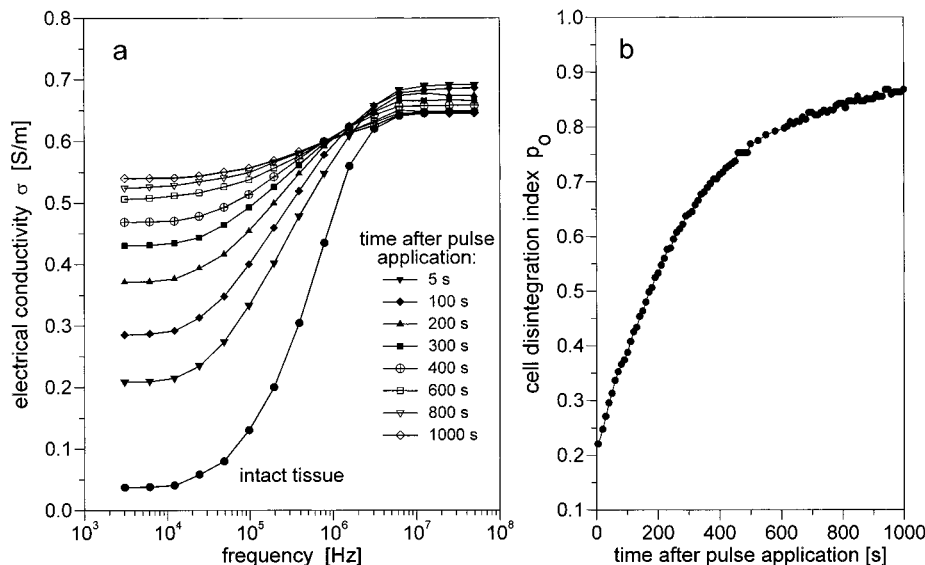 a
electrical conductivity σ [S/m]
0.8
0.7
0.6
0.5
0.4
0.3
0.2
0.1
0.0
10³
10⁴
10⁵
10⁶
10⁷
10⁸
frequency [Hz]
time after pulse
application:
5 s
100 s
200 s
300 s
400 s
600 s
800 s
1000 s
intact tissue
b
cell disintegration index pₒ
1.0
0.9
0.8
0.7
0.6
0.5
0.4
0.3
0.2
0.1
0
200
400
600
800
1000
time after pulse application [s]